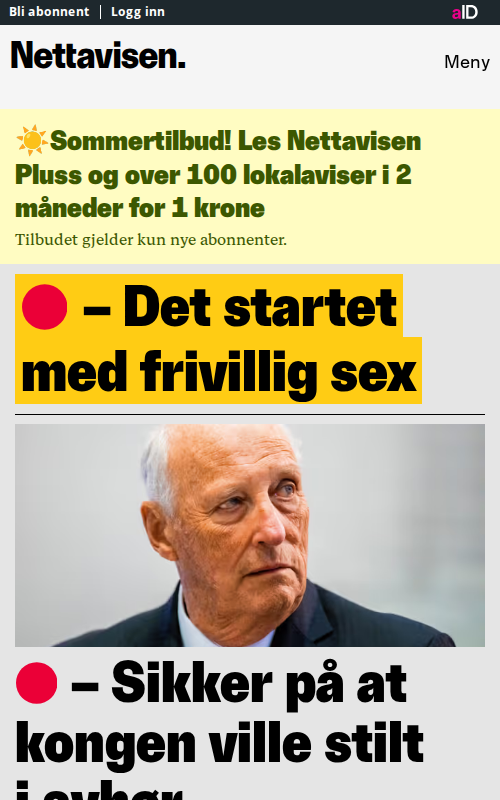 Bli abonnent | Logg inn
aID
Nettavisen.
Meny
Sommertilbud! Les Nettavisen
Pluss og over 100 lokalaviser i 2
måneder for 1 krone
Tilbudet gjelder kun nye abonnenter.
– Det startet
med frivillig sex
– Sikker på at
kongen ville stilt
i avhør